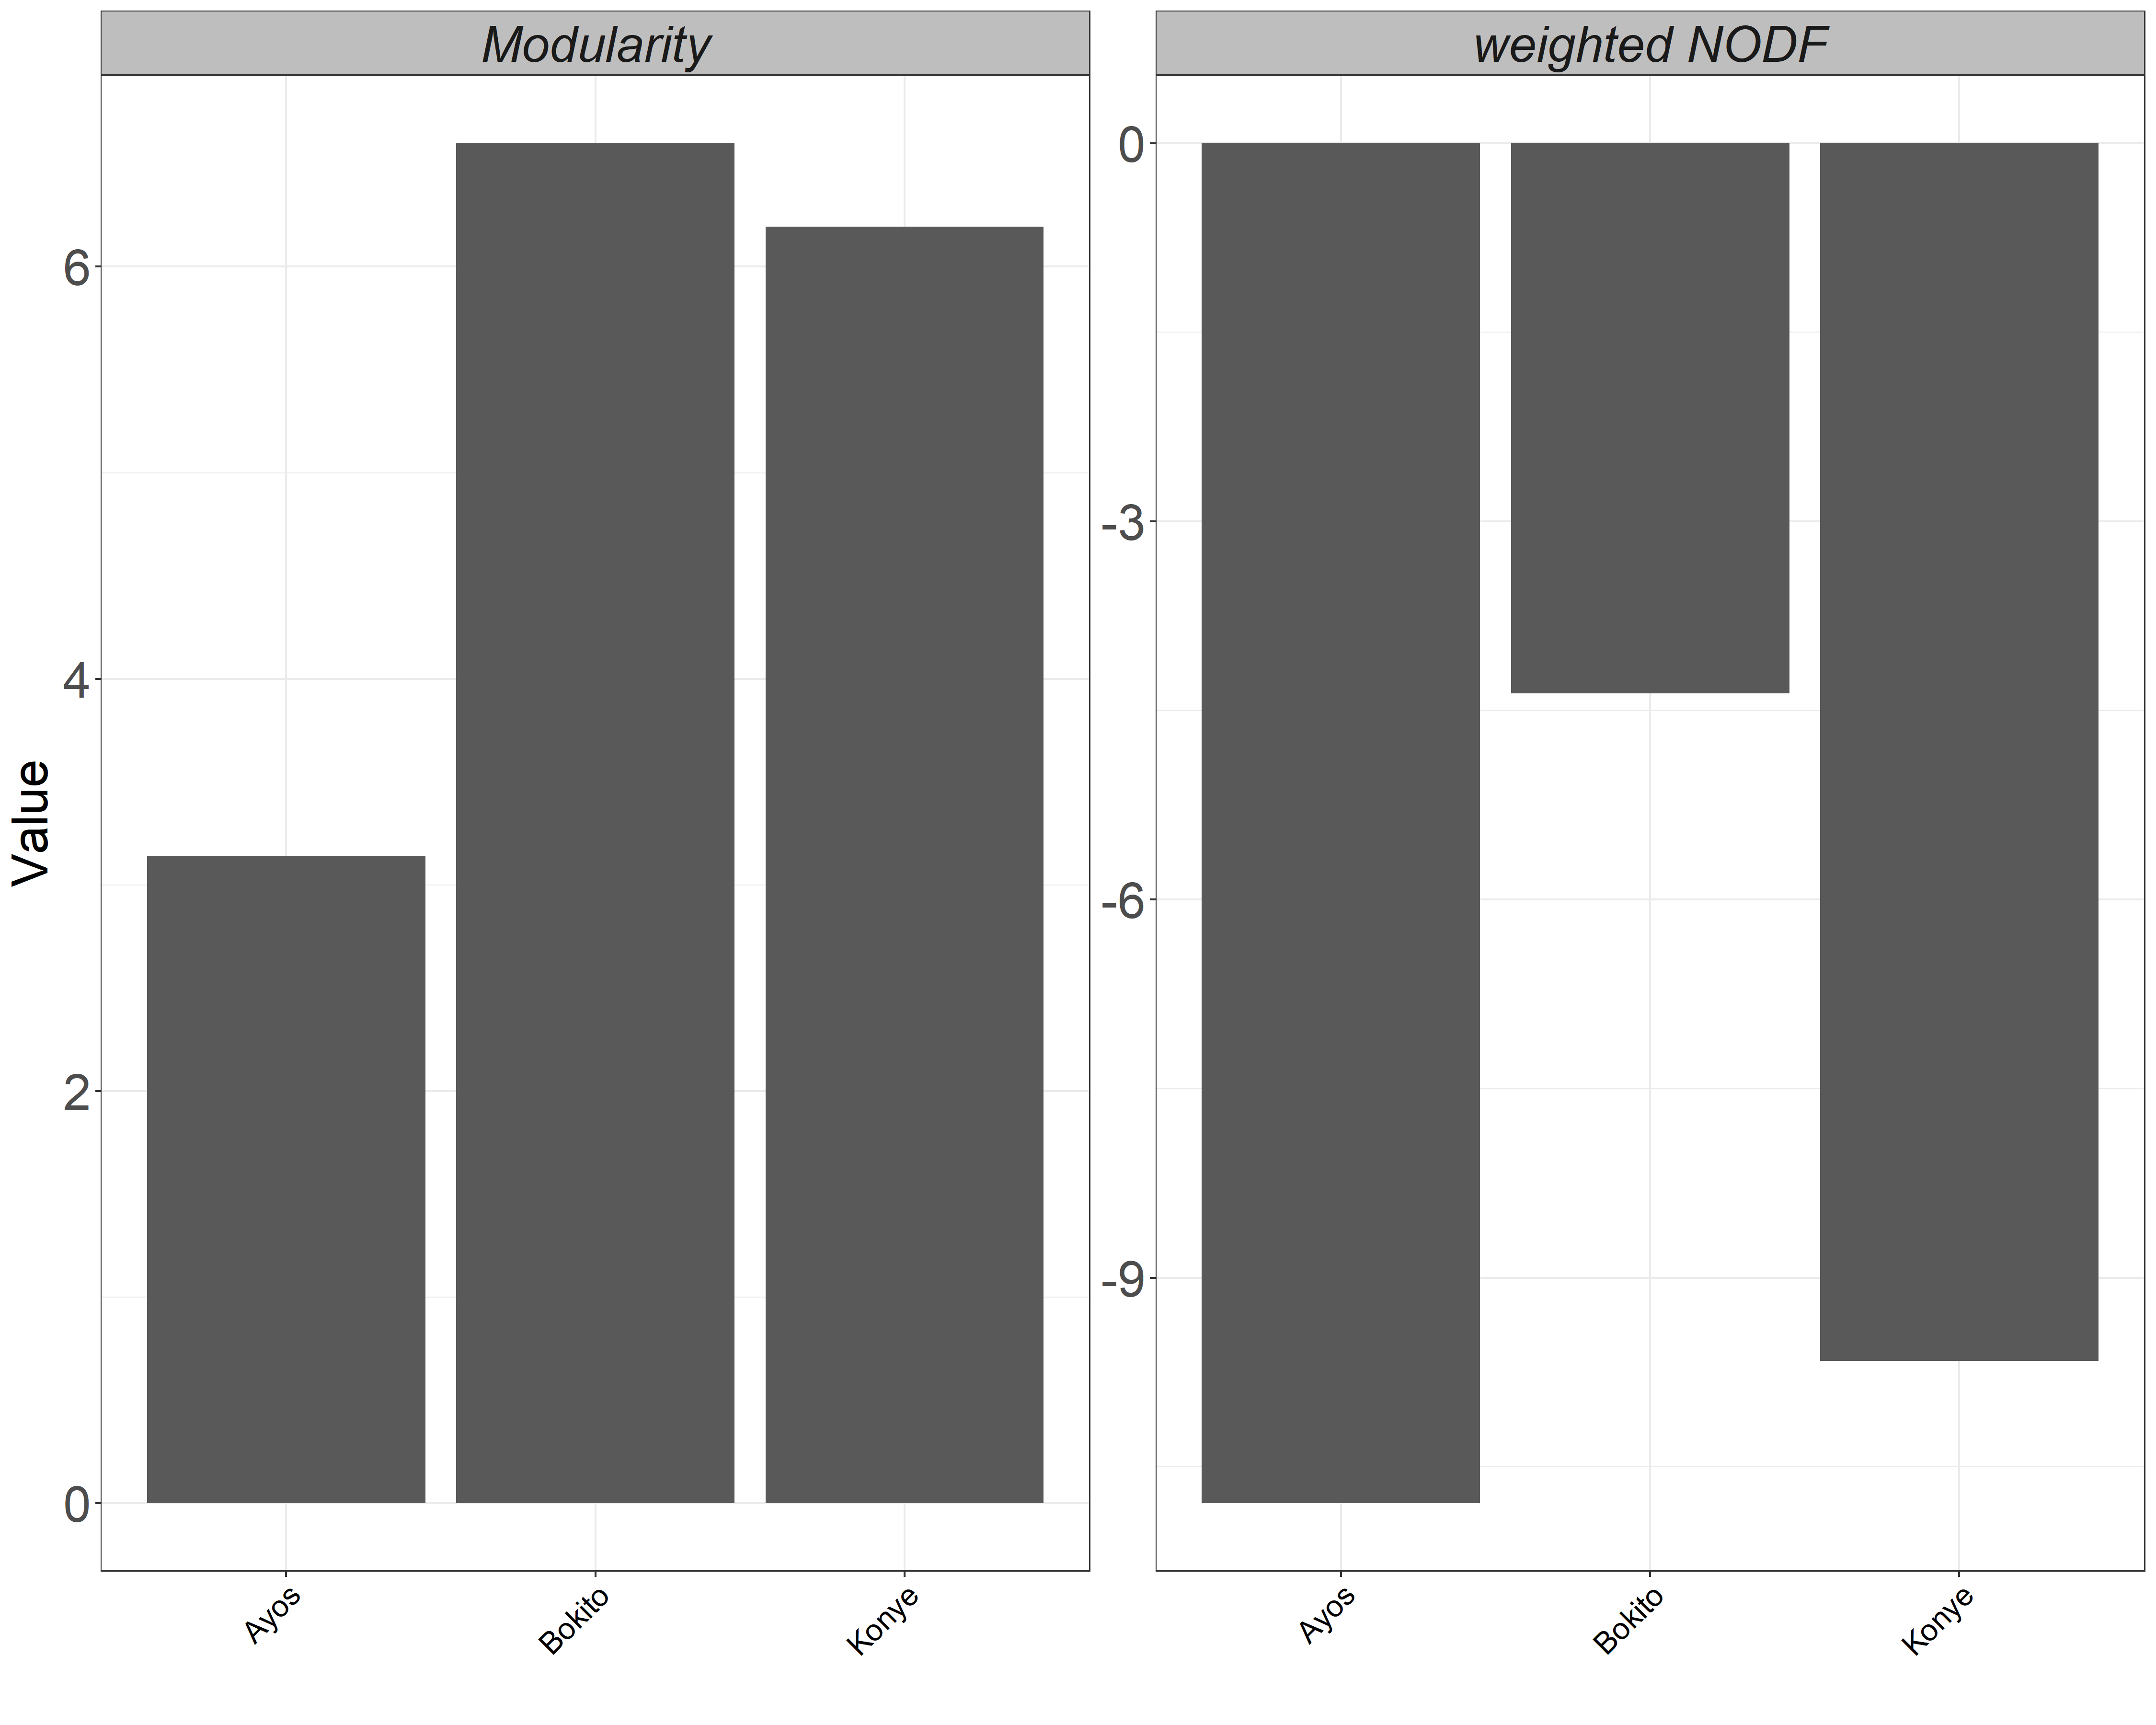 Modularity
weighted NODF
Value
6
4
2
0
0
-3
-6
-9
Ayos
Bokito
Konye
Ayos
Bokito
Konye